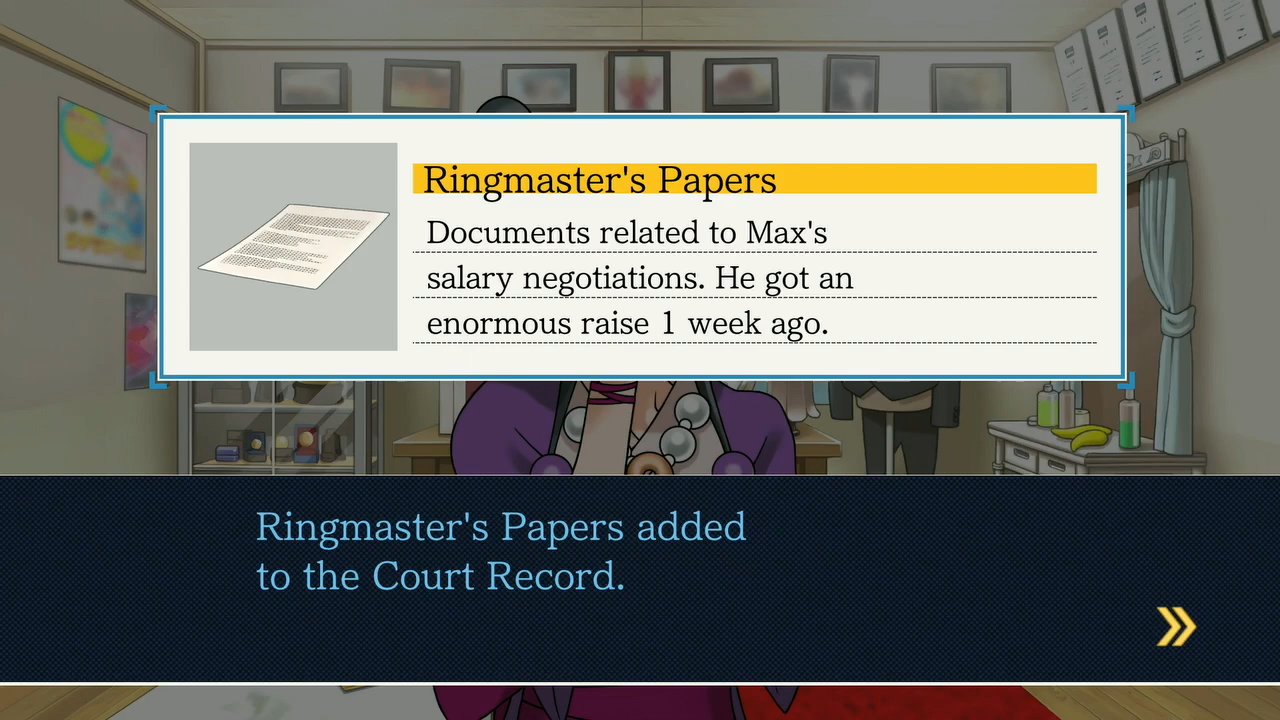 Ringmaster's Papers
Documents related to Max's
salary negotiations. He got an
enormous raise 1 week ago.
Ringmaster's Papers added
to the Court Record.